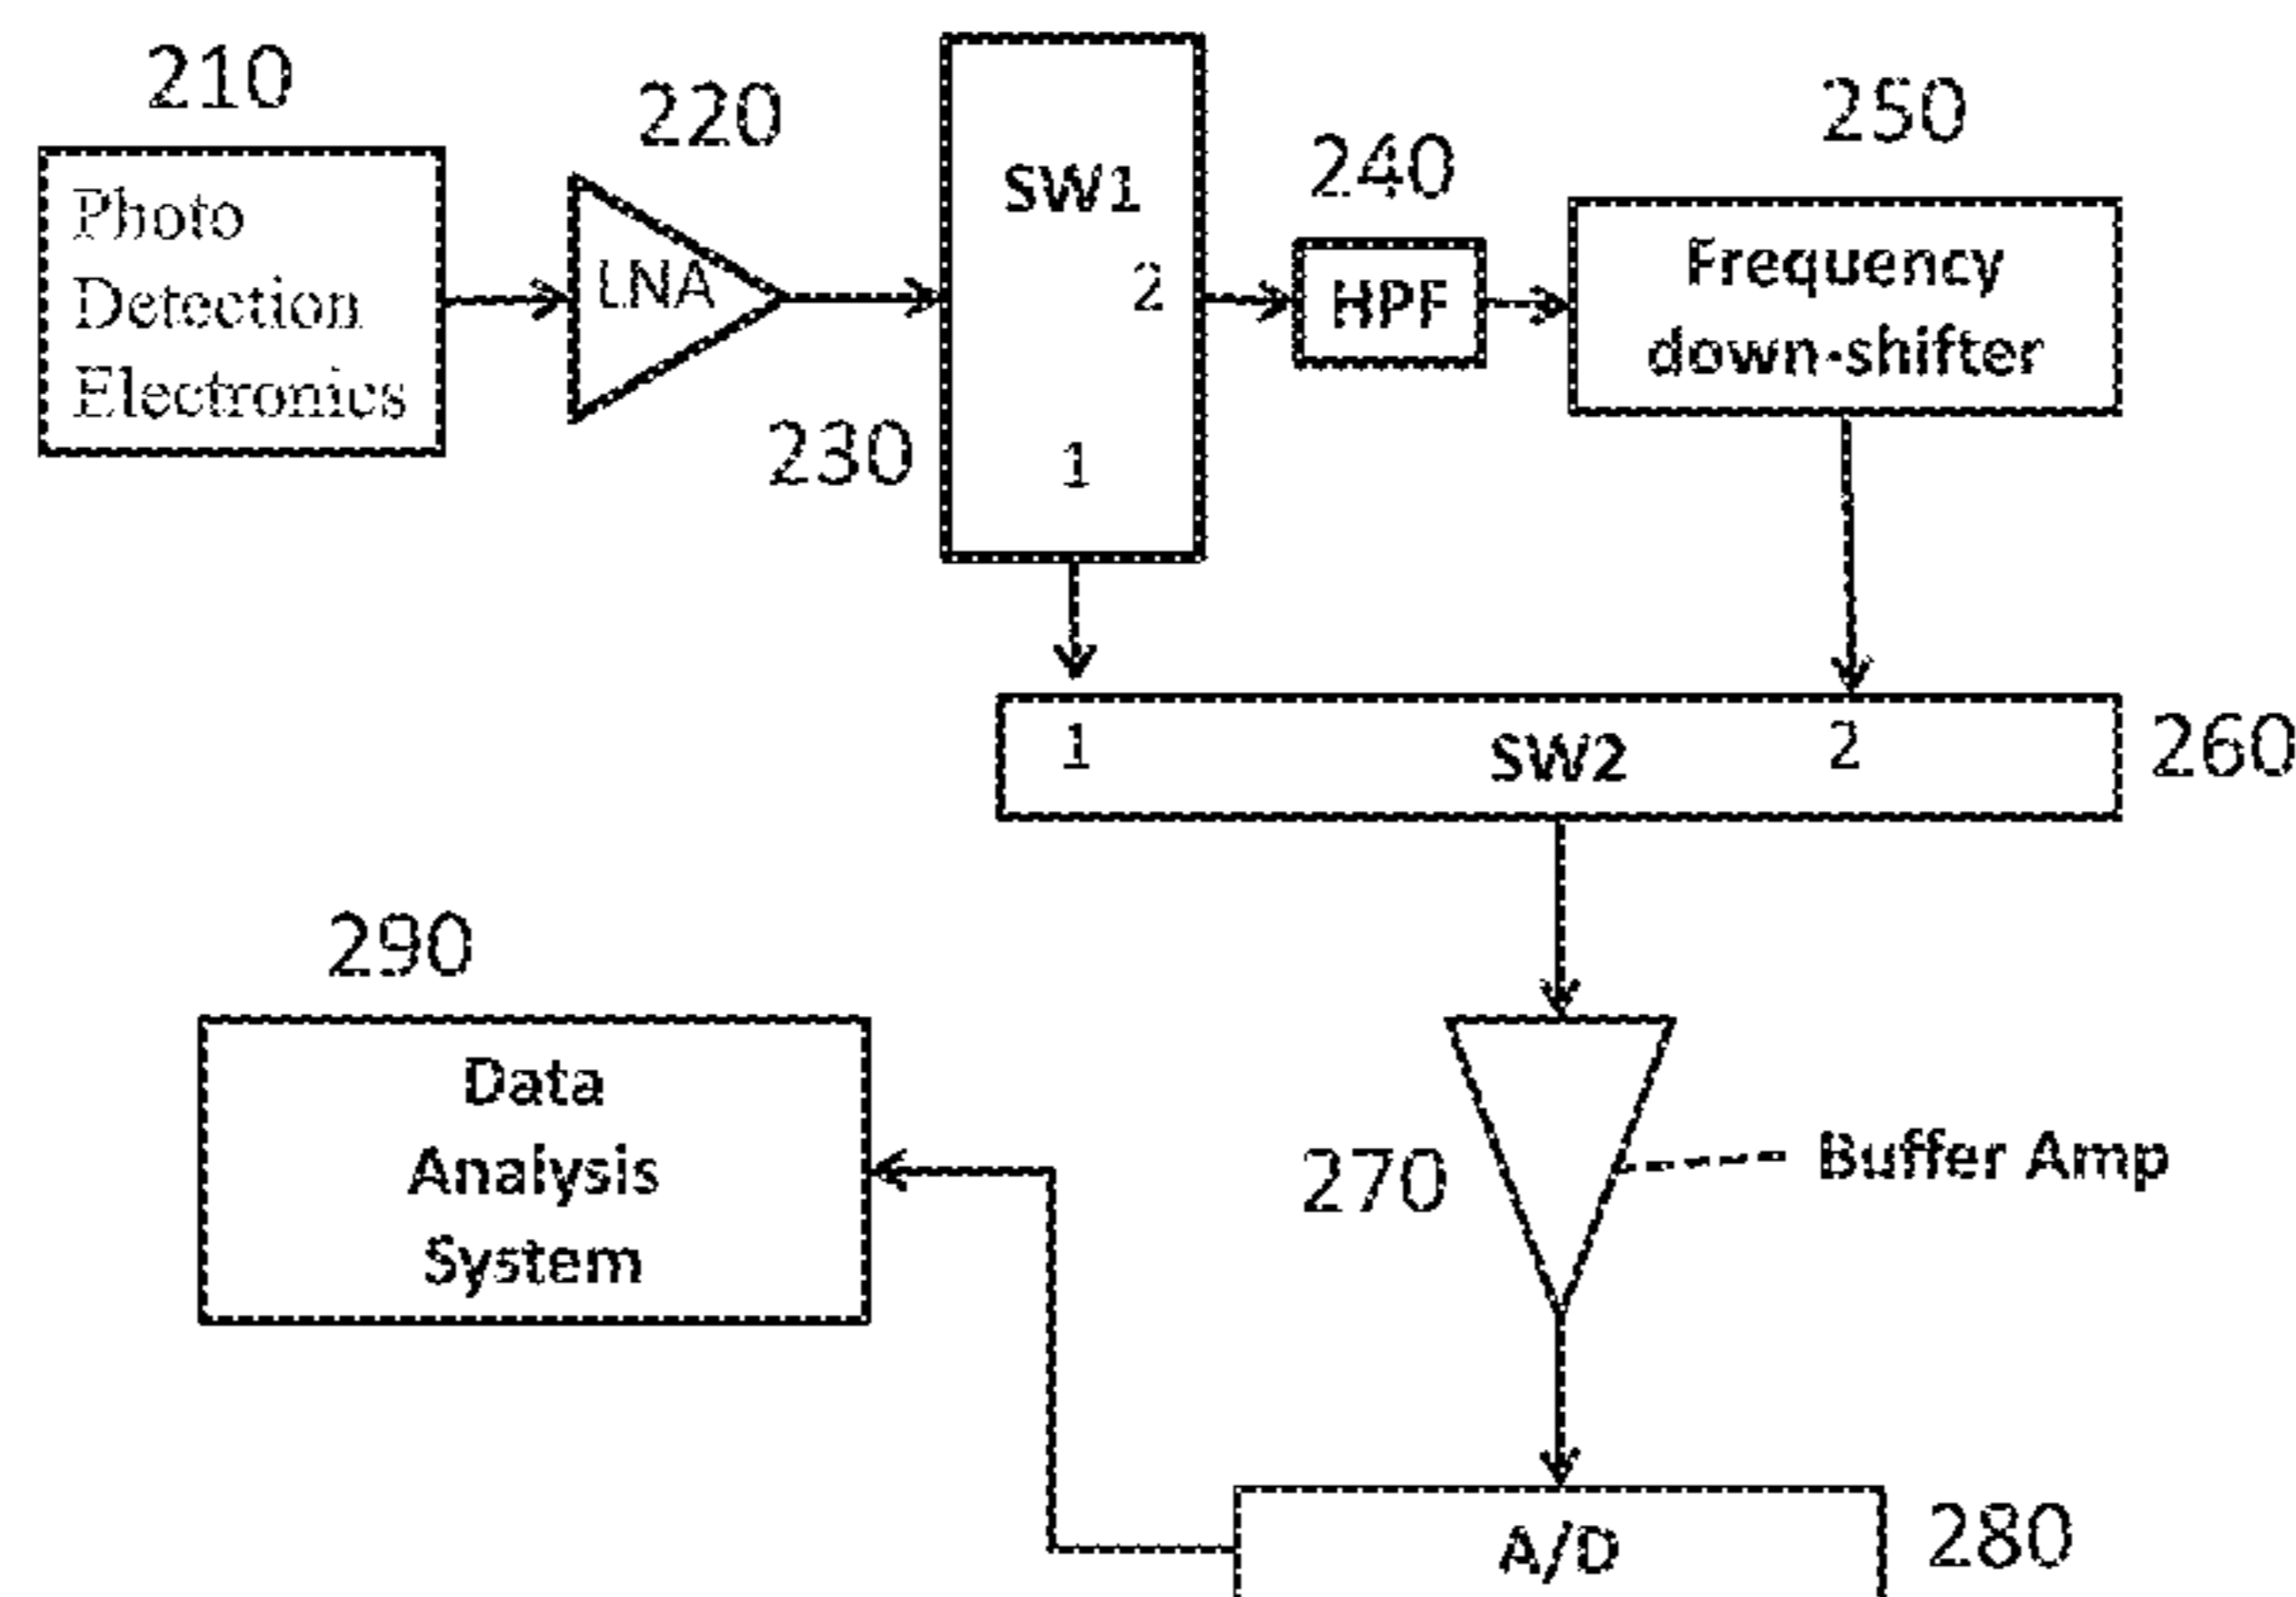 210
Photo
Detection
Electronics
220
LNA
230
SW1
2
1
240
HPF
250
Frequency
down-shifter
1
SW2
2
260
270
Buffer Amp
A/D
280
290
Data
Analysis
System